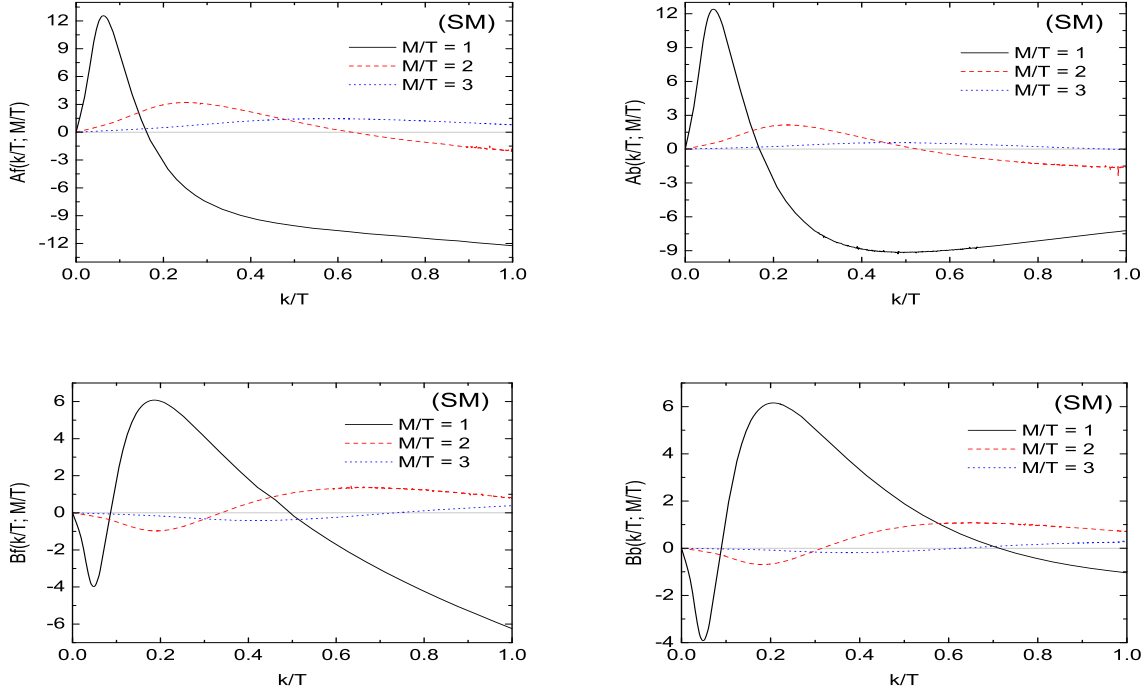 (SM)
M/T = 1
M/T = 2
M/T = 3
Af(k/T; M/T)
12
9
6
3
0
-3
-6
-9
-12
0.0 0.2 0.4 0.6 0.8 1.0
k/T
(SM)
M/T = 1
M/T = 2
M/T = 3
Ab(k/T; M/T)
12
9
6
3
0
-3
-6
-9
0.0 0.2 0.4 0.6 0.8 1.0
k/T
(SM)
M/T = 1
M/T = 2
M/T = 3
Bf(k/T; M/T)
6
4
2
0
-2
-4
-6
0.0 0.2 0.4 0.6 0.8 1.0
k/T
(SM)
M/T = 1
M/T = 2
M/T = 3
Bb(k/T; M/T)
6
4
2
0
-2
-4
0.0 0.2 0.4 0.6 0.8 1.0
k/T